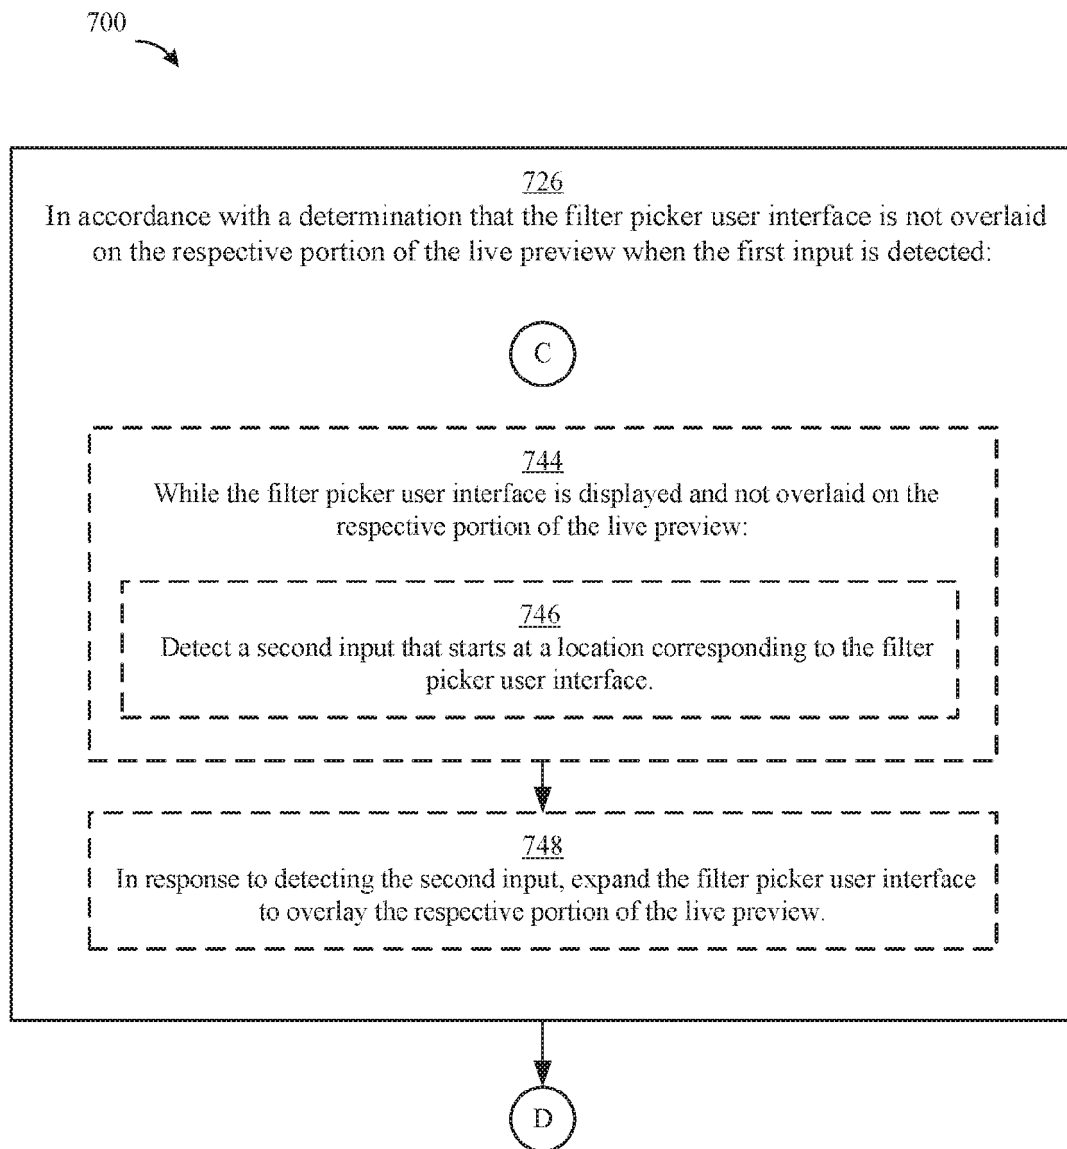 700
726
In accordance with a determination that the filter picker user interface is not overlaid
on the respective portion of the live preview when the first input is detected:
C
744
While the filter picker user interface is displayed and not overlaid on the
respective portion of the live preview:
746
Detect a second input that starts at a location corresponding to the filter
picker user interface.
748
In response to detecting the second input, expand the filter picker user interface
to overlay the respective portion of the live preview.
D